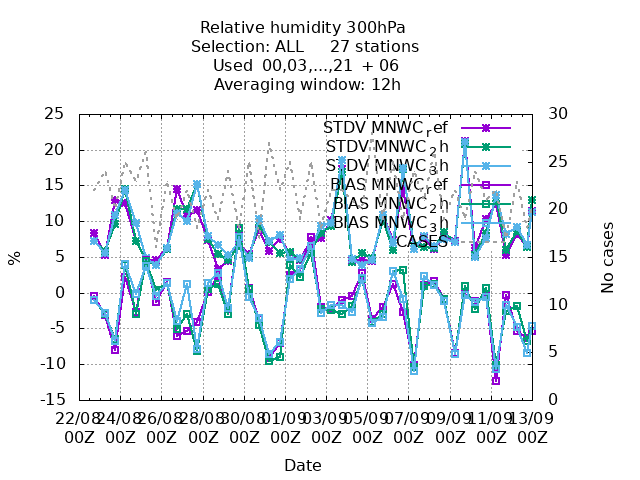 Relative humidity 300hPa
Selection: ALL 27 stations
Used 00,03,...,21 + 06
Averaging window: 12h
25 30
STDV MNWC_ref
STDV MNWC_2h
STDV MNWC_3h
BIAS MNWC_ref
BIAS MNWC_2h
BIAS MNWC_3h
CASES
20 25
15 20
10 15
5 10
0 5
-5 0
-10
-15
%
No cases
22/08 24/08 26/08 28/08 30/08 01/09 03/09 05/09 07/09 09/09 11/09 13/09
00Z 00Z 00Z 00Z 00Z 00Z 00Z 00Z 00Z 00Z 00Z 00Z
Date